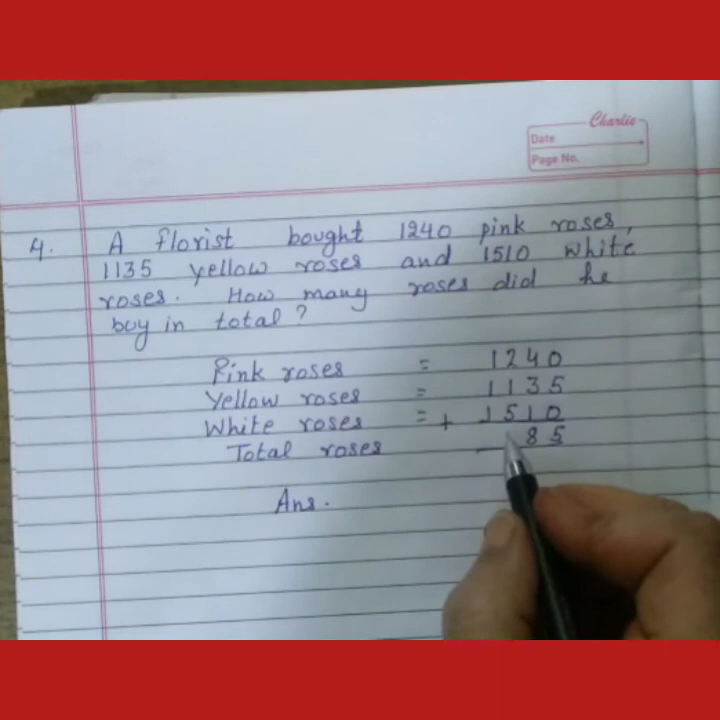 Charlie
Date
Page No.
4. A florist bought 1240 pink roses,
1135 yellow roses and 1510 white
roses. How many roses did he
buy in total?
Pink roses = 1240
Yellow roses = 1135
White roses = + 1510
Total roses 85
Ans.